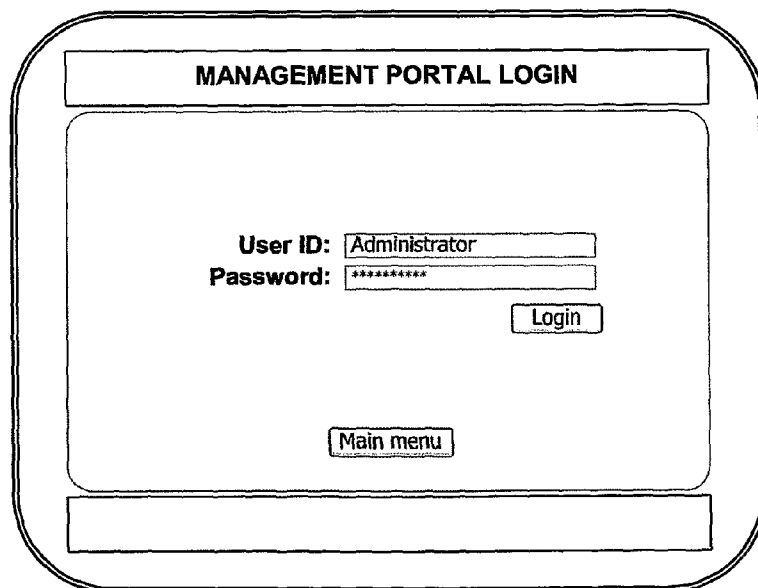 MANAGEMENT PORTAL LOGIN
User ID: Administrator
Password: **********
Login
Main menu